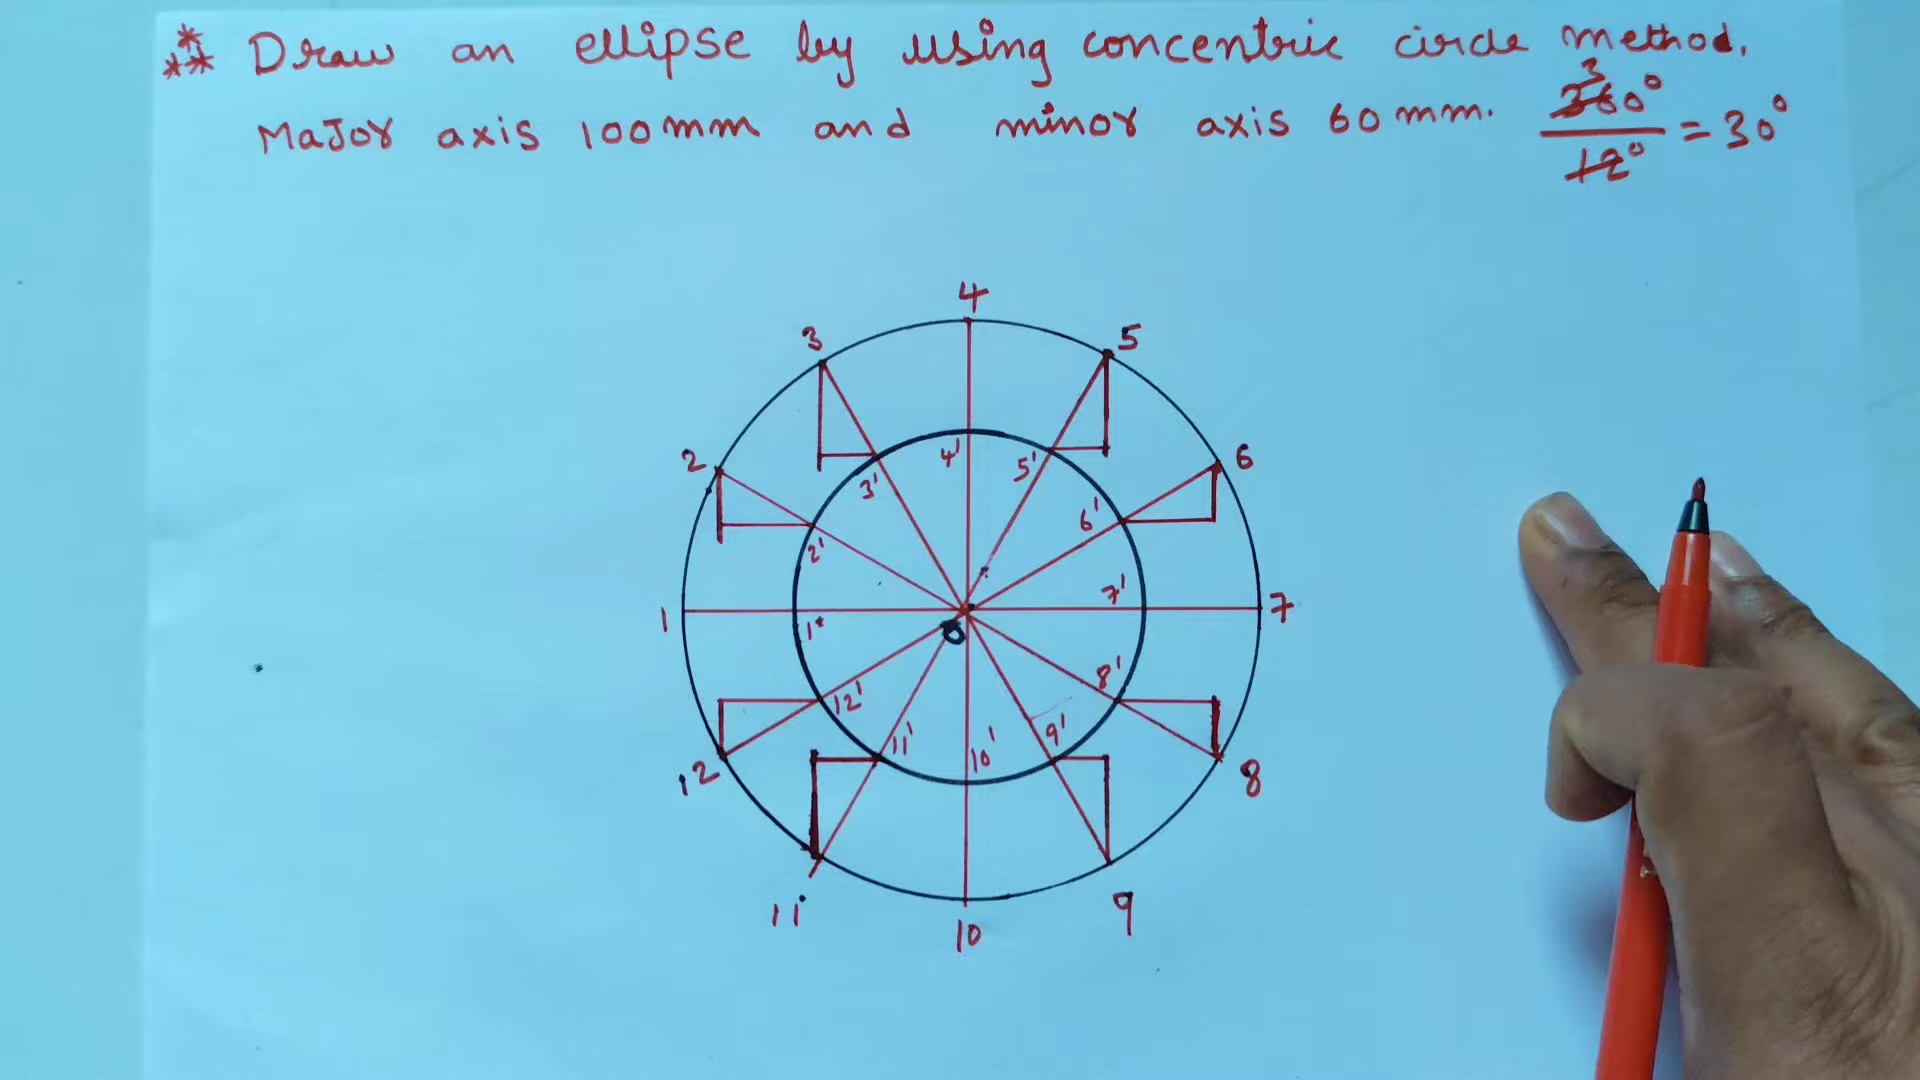 *** Draw an ellipse by using concentric circle method.
Major axis 100mm and minor axis 60mm.
3
360° / 12° = 30°
4
3 5
2 6
4' 5'
3' 6'
2'
1 1' 7' 7
O
12' 8'
11' 10' 9'
12 8
11 10 9